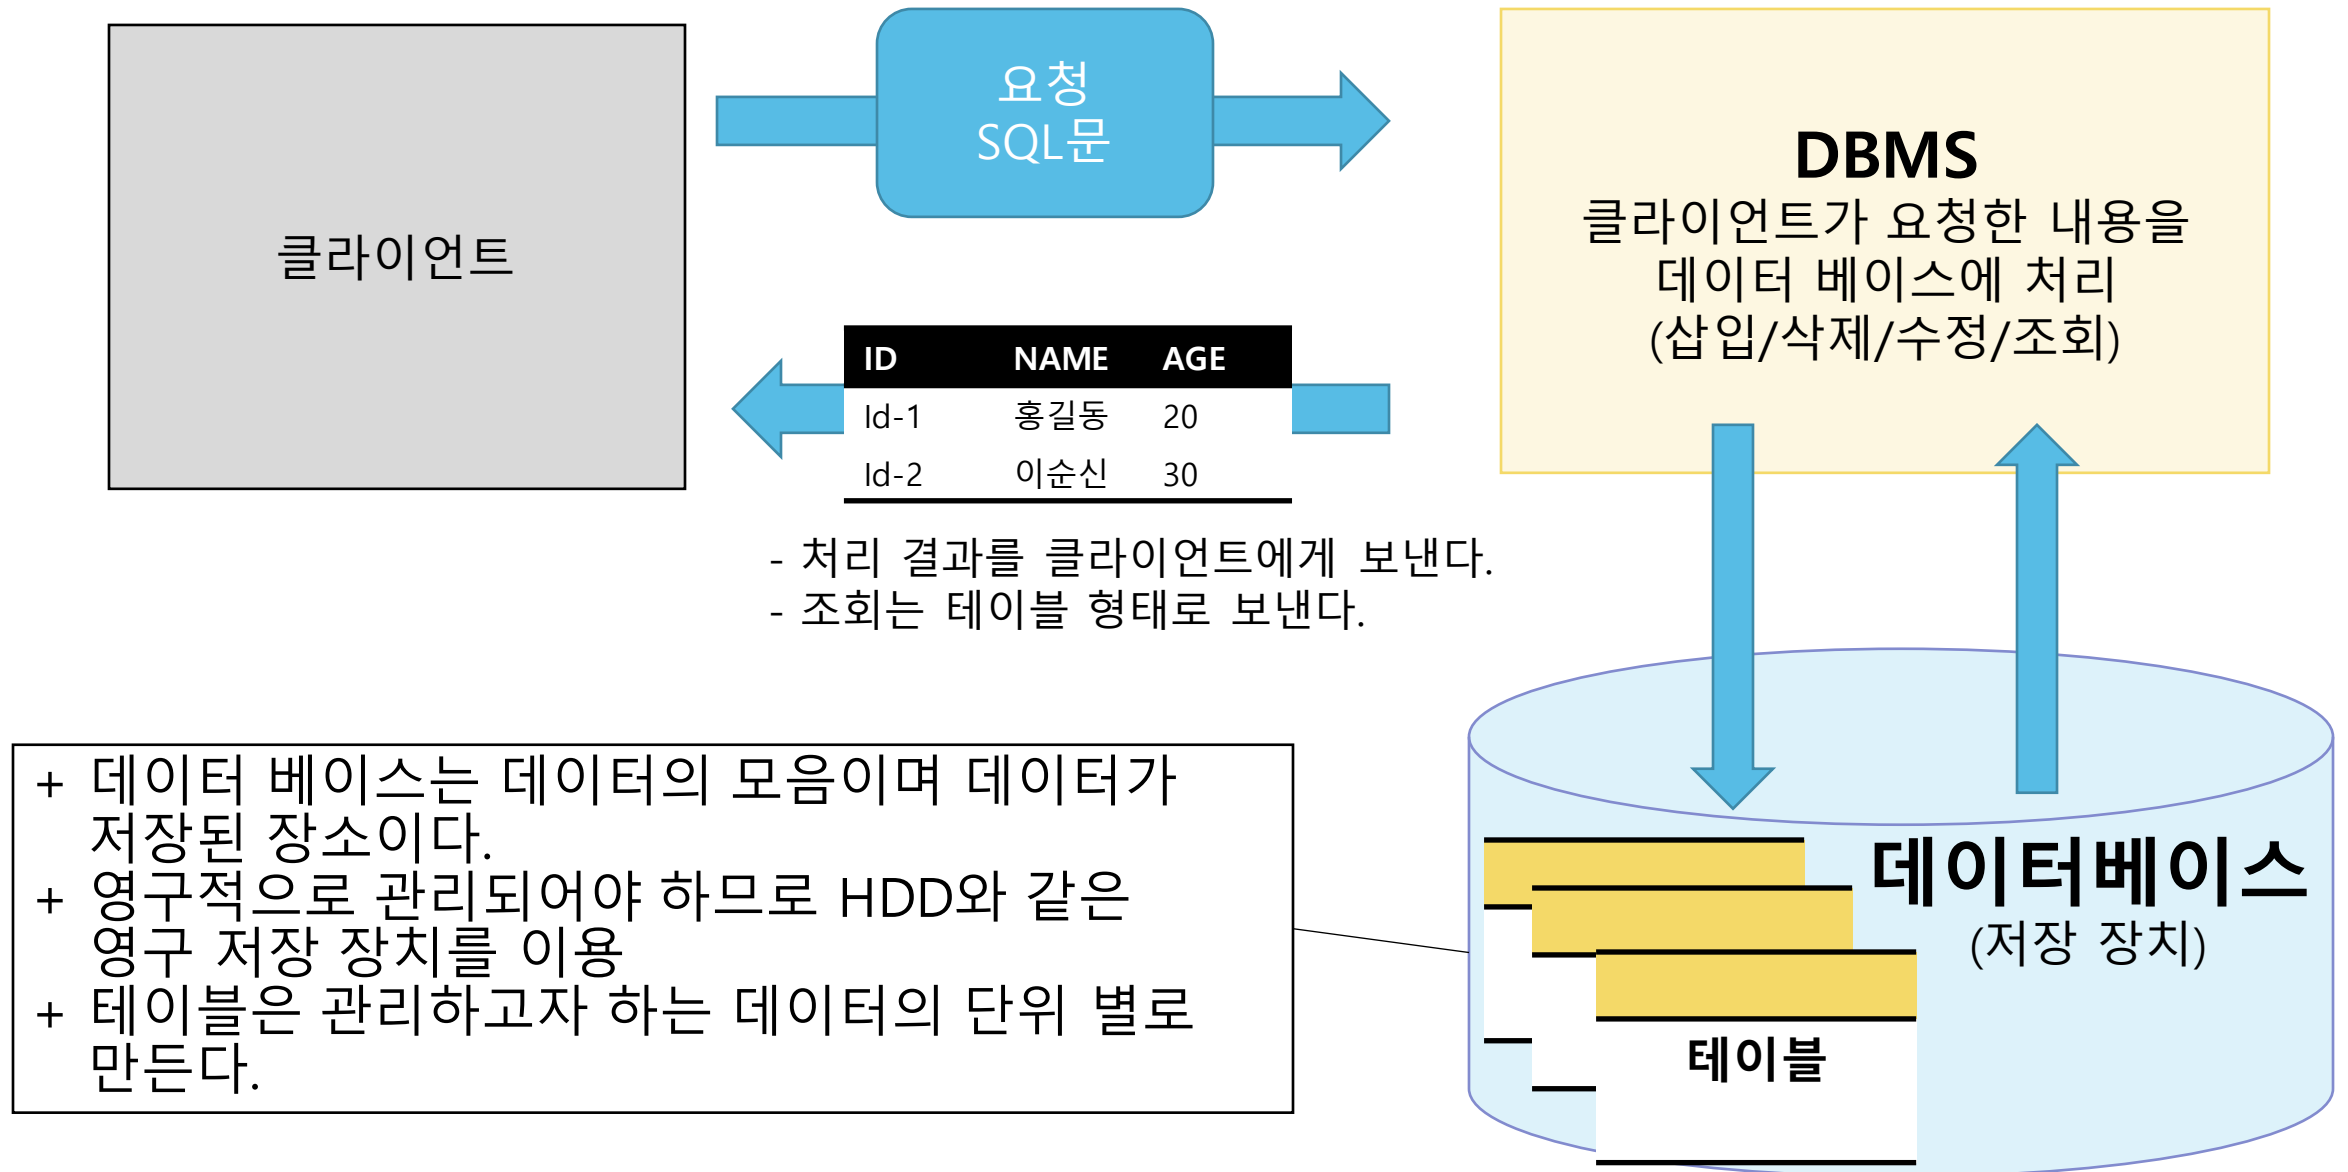 클라이언트
요청
SQL문
DBMS
클라이언트가 요청한 내용을
데이터 베이스에 처리
(삽입/삭제/수정/조회)
ID NAME AGE
Id-1 홍길동 20
Id-2 이순신 30
- 처리 결과를 클라이언트에게 보낸다.
- 조회는 테이블 형태로 보낸다.
+ 데이터 베이스는 데이터의 모음이며 데이터가
저장된 장소이다.
+ 영구적으로 관리되어야 하므로 HDD와 같은
영구 저장 장치를 이용
+ 테이블은 관리하고자 하는 데이터의 단위 별로
만든다.
데이터베이스
(저장 장치)
테이블